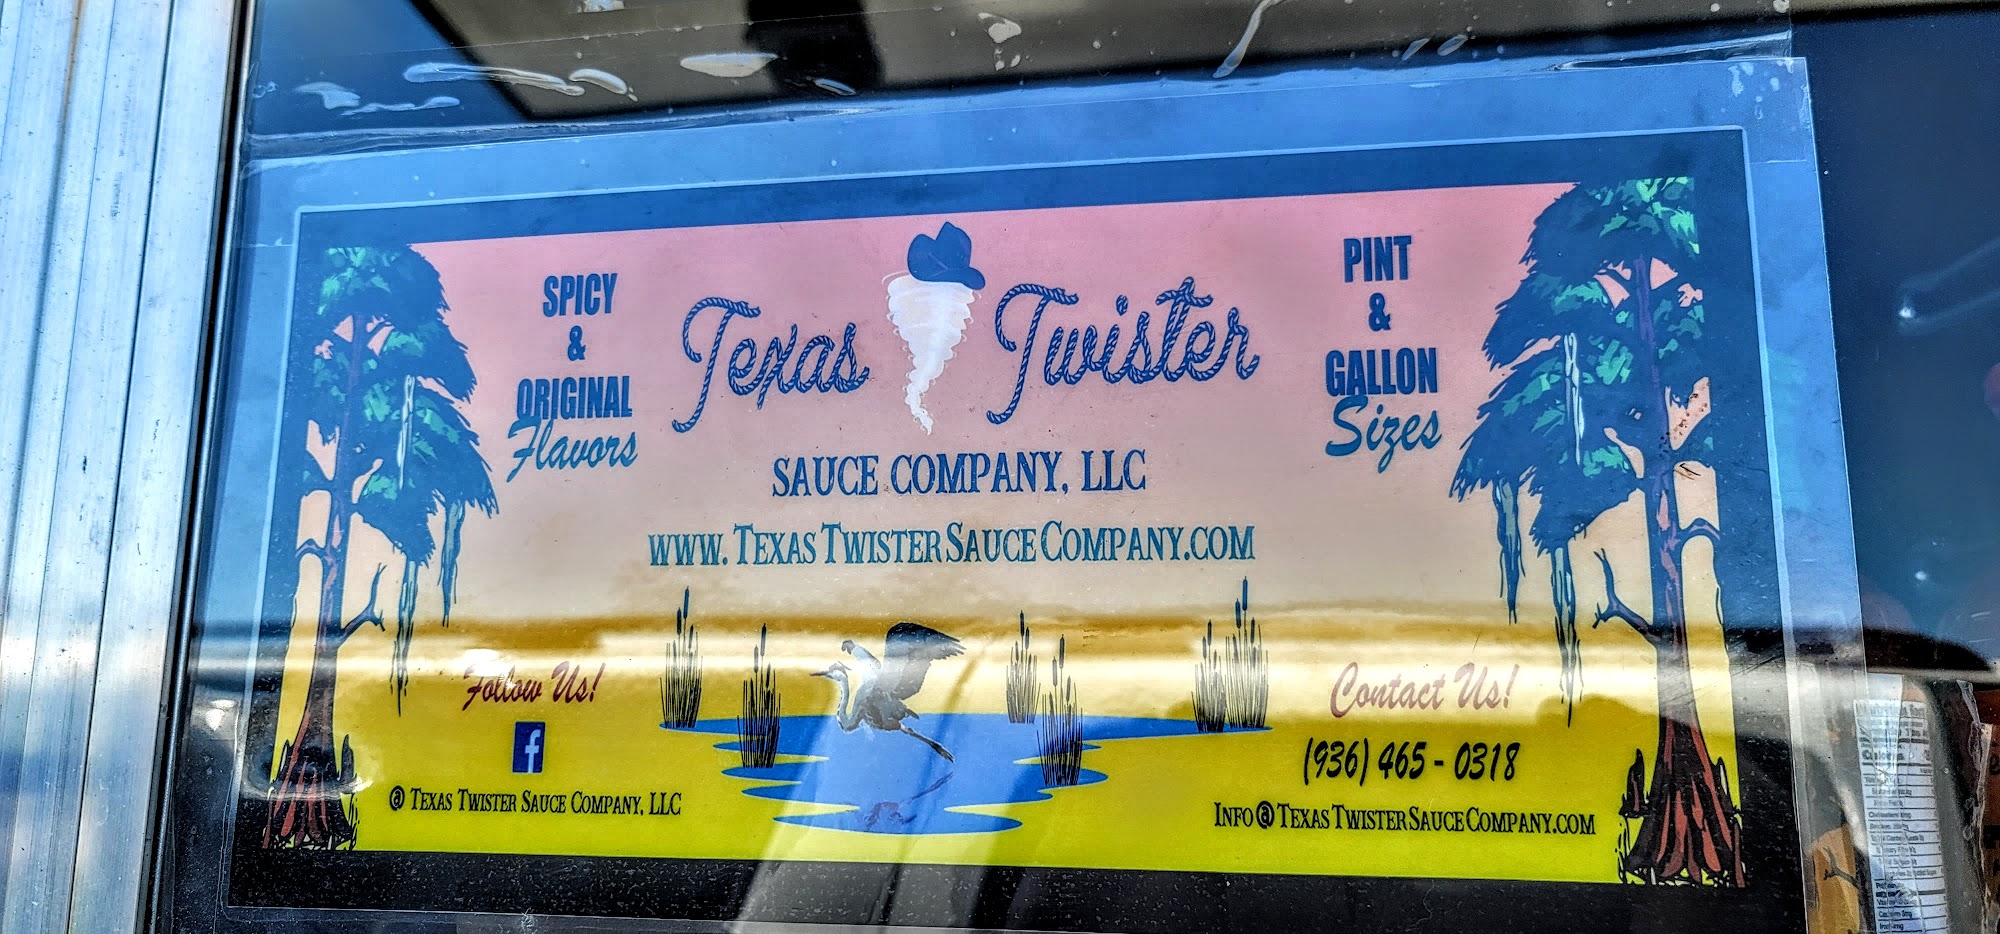 SPICY
&
ORIGINAL
Flavors
Texas Twister
SAUCE COMPANY, LLC
www.TexasTwisterSauceCompany.com
PINT
&
GALLON
Sizes
Follow Us!
f
@ Texas Twister Sauce Company, LLC
Contact Us!
(936) 465 - 0318
Info@TexasTwisterSauceCompany.com